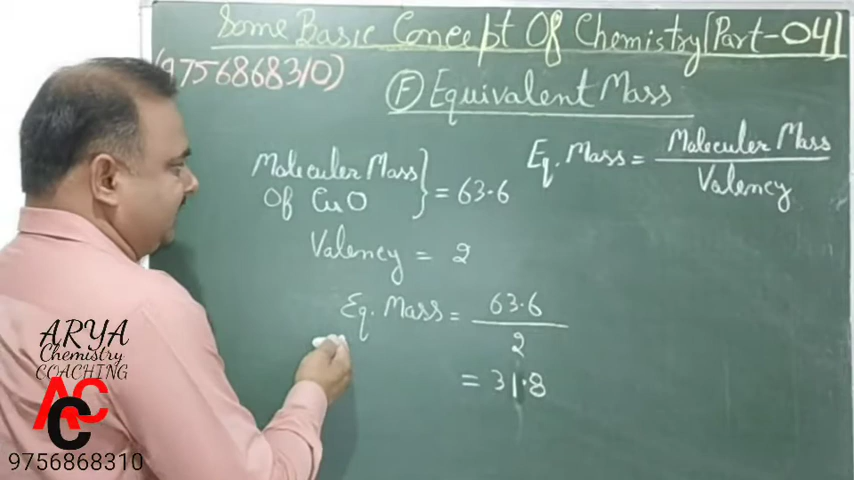 Some Basic Concept Of Chemistry [Part-04]
(9756868310)
(F) Equivalent Mass
Moleculer Mass
Of CuO } = 63.6
Eq. Mass = Moleculer Mass
Valency
Valency = 2
Eq. Mass = 63.6
2
= 31.8
ARYA
Chemistry
COACHING
ACC
9756868310